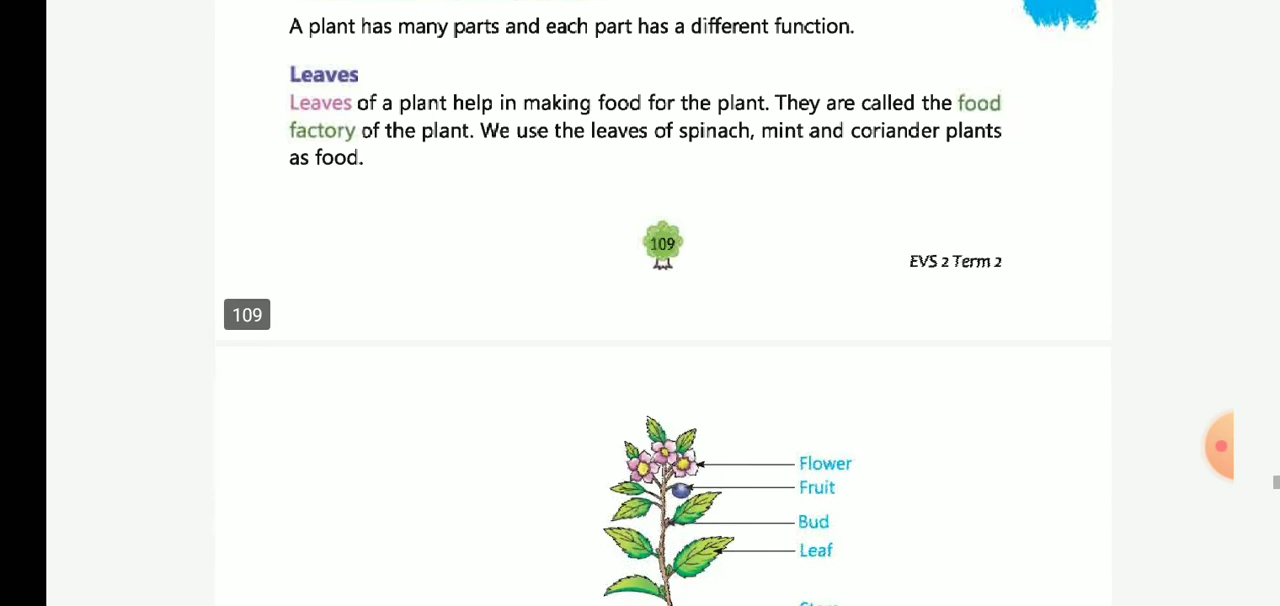 A plant has many parts and each part has a different function.
Leaves
Leaves of a plant help in making food for the plant. They are called the food
factory of the plant. We use the leaves of spinach, mint and coriander plants
as food.
109
EVS 2 Term 2
109
Flower
Fruit
Bud
Leaf